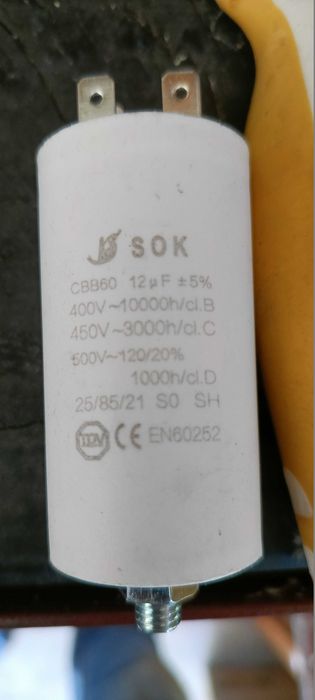 SOK
CBB60 12µF ±5%
400V~10000h/cl.B
450V~3000h/cl.C
500V~120/20%
1000h/cl.D
25/85/21 S0 SH
TÜV CE EN60252